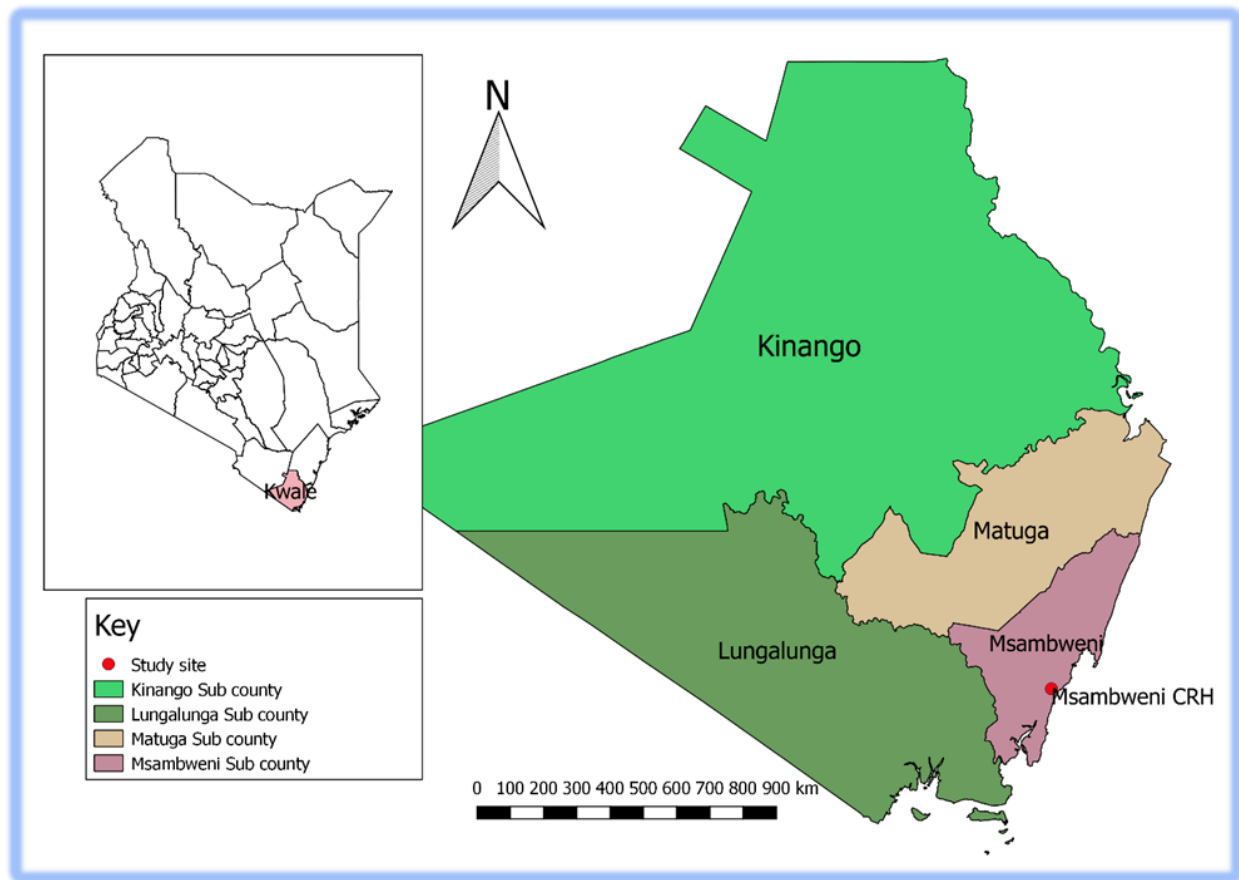 N
Kwale
Kinango
Matuga
Msambweni
Lungalunga
Msambweni CRH
Key
Study site
Kinango Sub county
Lungalunga Sub county
Matuga Sub county
Msambweni Sub county
0 100 200 300 400 500 600 700 800 900 km